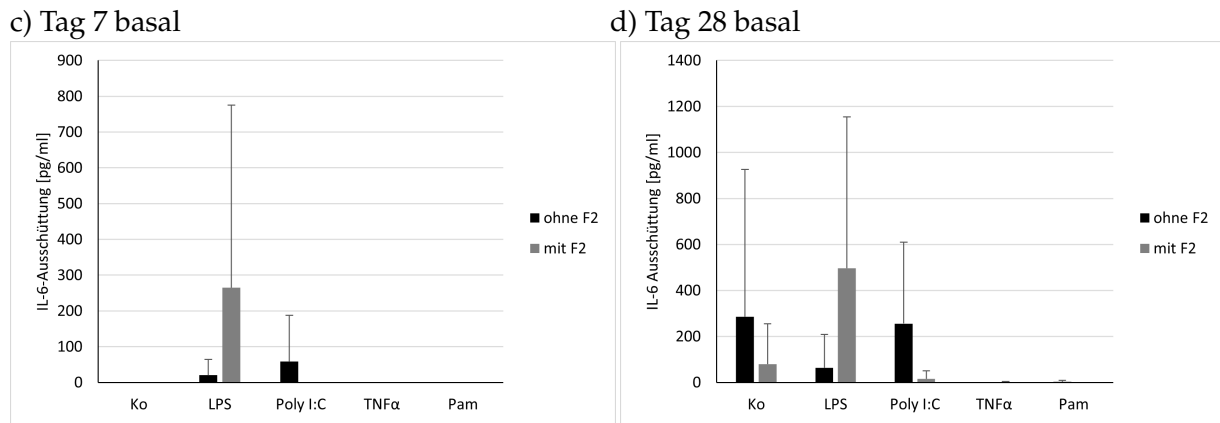 c) Tag 7 basal
900
800
700
600
500
400
300
200
100
0
IL-6-Ausschüttung [pg/ml]
Ko LPS Poly I:C TNFα Pam
ohne F2
mit F2
d) Tag 28 basal
1400
1200
1000
800
600
400
200
0
IL-6 Ausschüttung [pg/ml]
Ko LPS Poly I:C TNFα Pam
ohne F2
mit F2